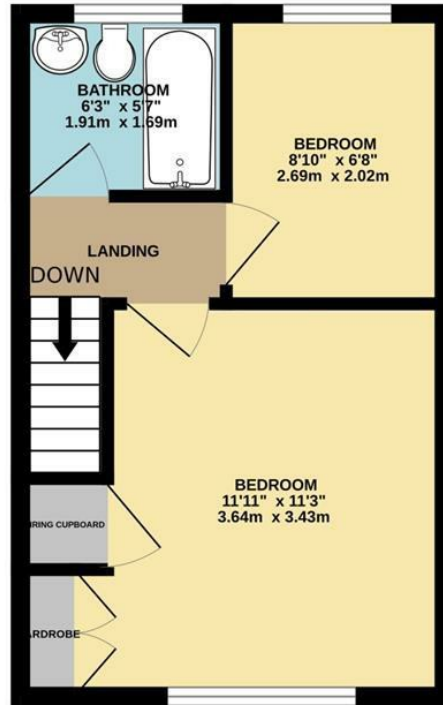 BATHROOM
6'3" x 5'7"
1.91m x 1.69m
BEDROOM
8'10" x 6'8"
2.69m x 2.02m
LANDING
DOWN
BEDROOM
11'11" x 11'3"
3.64m x 3.43m
IRING CUPBOARD
ARDROBE